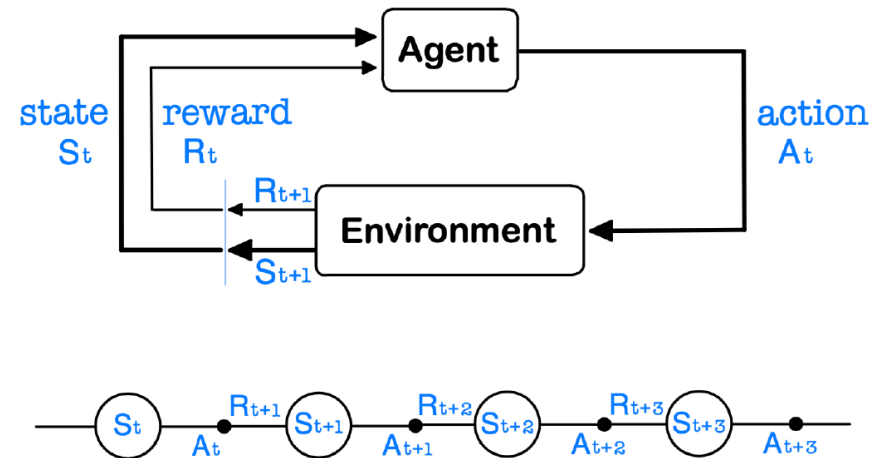 Agent
state
St
reward
Rt
action
At
Rt+1
Environment
St+1
St
At
Rt+1
St+1
At+1
Rt+2
St+2
At+2
Rt+3
St+3
At+3